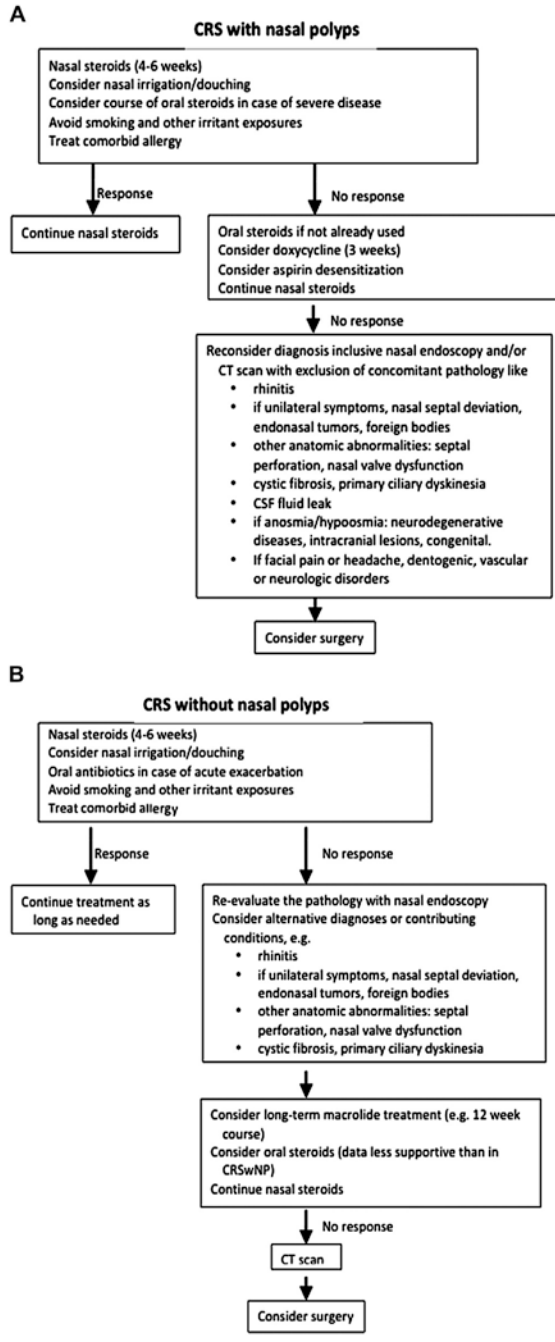 A
CRS with nasal polyps
Nasal steroids (4-6 weeks)
Consider nasal irrigation/douching
Consider course of oral steroids in case of severe disease
Avoid smoking and other irritant exposures
Treat comorbid allergy
Response
No response
Continue nasal steroids
Oral steroids if not already used
Consider doxycycline (3 weeks)
Consider aspirin desensitization
Continue nasal steroids
No response
Reconsider diagnosis inclusive nasal endoscopy and/or
CT scan with exclusion of concomitant pathology like
• rhinitis
• if unilateral symptoms, nasal septal deviation,
endonasal tumors, foreign bodies
• other anatomic abnormalities: septal
perforation, nasal valve dysfunction
• cystic fibrosis, primary ciliary dyskinesia
• CSF fluid leak
• if anosmia/hypoosmia: neurodegenerative
diseases, intracranial lesions, congenital.
• If facial pain or headache, dentogenic, vascular
or neurologic disorders
Consider surgery
B
CRS without nasal polyps
Nasal steroids (4-6 weeks)
Consider nasal irrigation/douching
Oral antibiotics in case of acute exacerbation
Avoid smoking and other irritant exposures
Treat comorbid allergy
Response
No response
Continue treatment as
long as needed
Re-evaluate the pathology with nasal endoscopy
Consider alternative diagnoses or contributing
conditions, e.g.
• rhinitis
• if unilateral symptoms, nasal septal deviation,
endonasal tumors, foreign bodies
• other anatomic abnormalities: septal
perforation, nasal valve dysfunction
• cystic fibrosis, primary ciliary dyskinesia
Consider long-term macrolide treatment (e.g. 12 week
course)
Consider oral steroids (data less supportive than in
CRSwNP)
Continue nasal steroids
No response
CT scan
Consider surgery